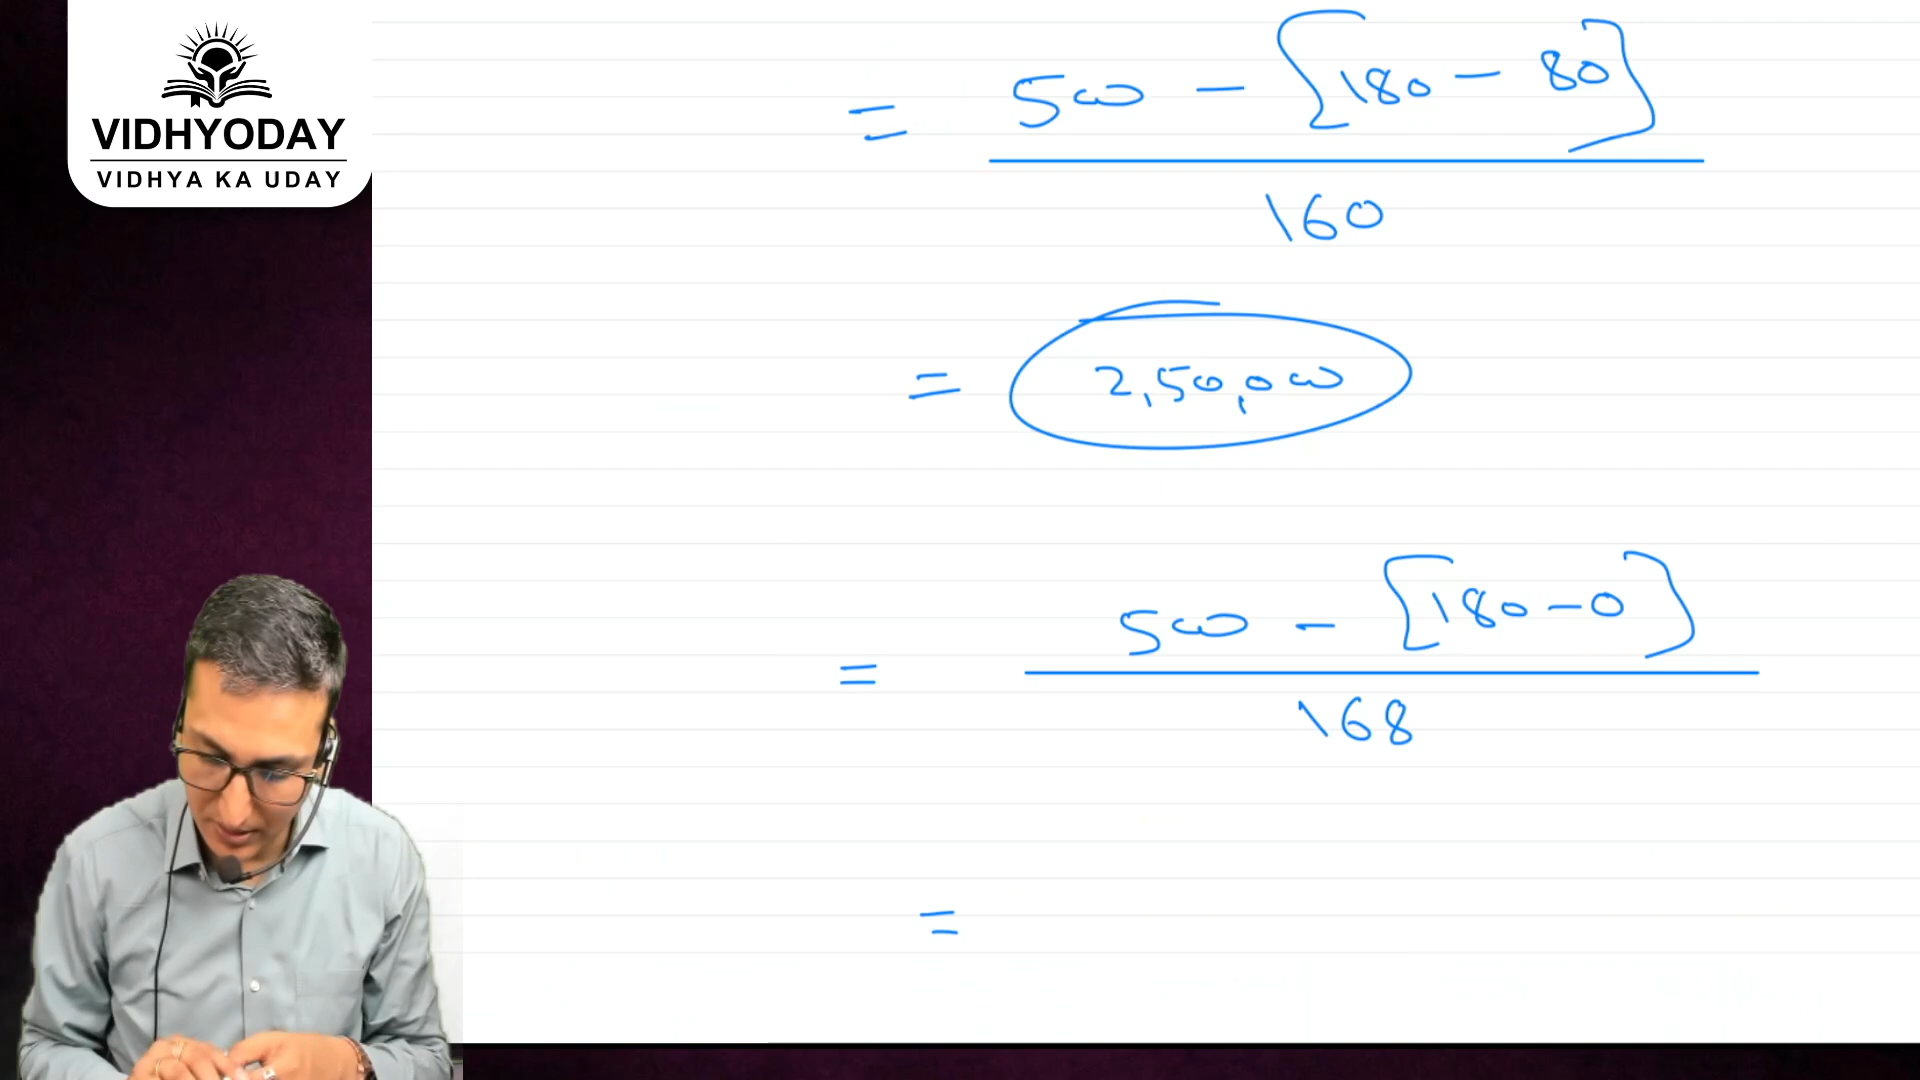 VIDHYODAY
VIDHYA KA UDAY
= 500 - [180 - 80]
160
= 2,50,000
= 500 - [180 - 0]
168
=